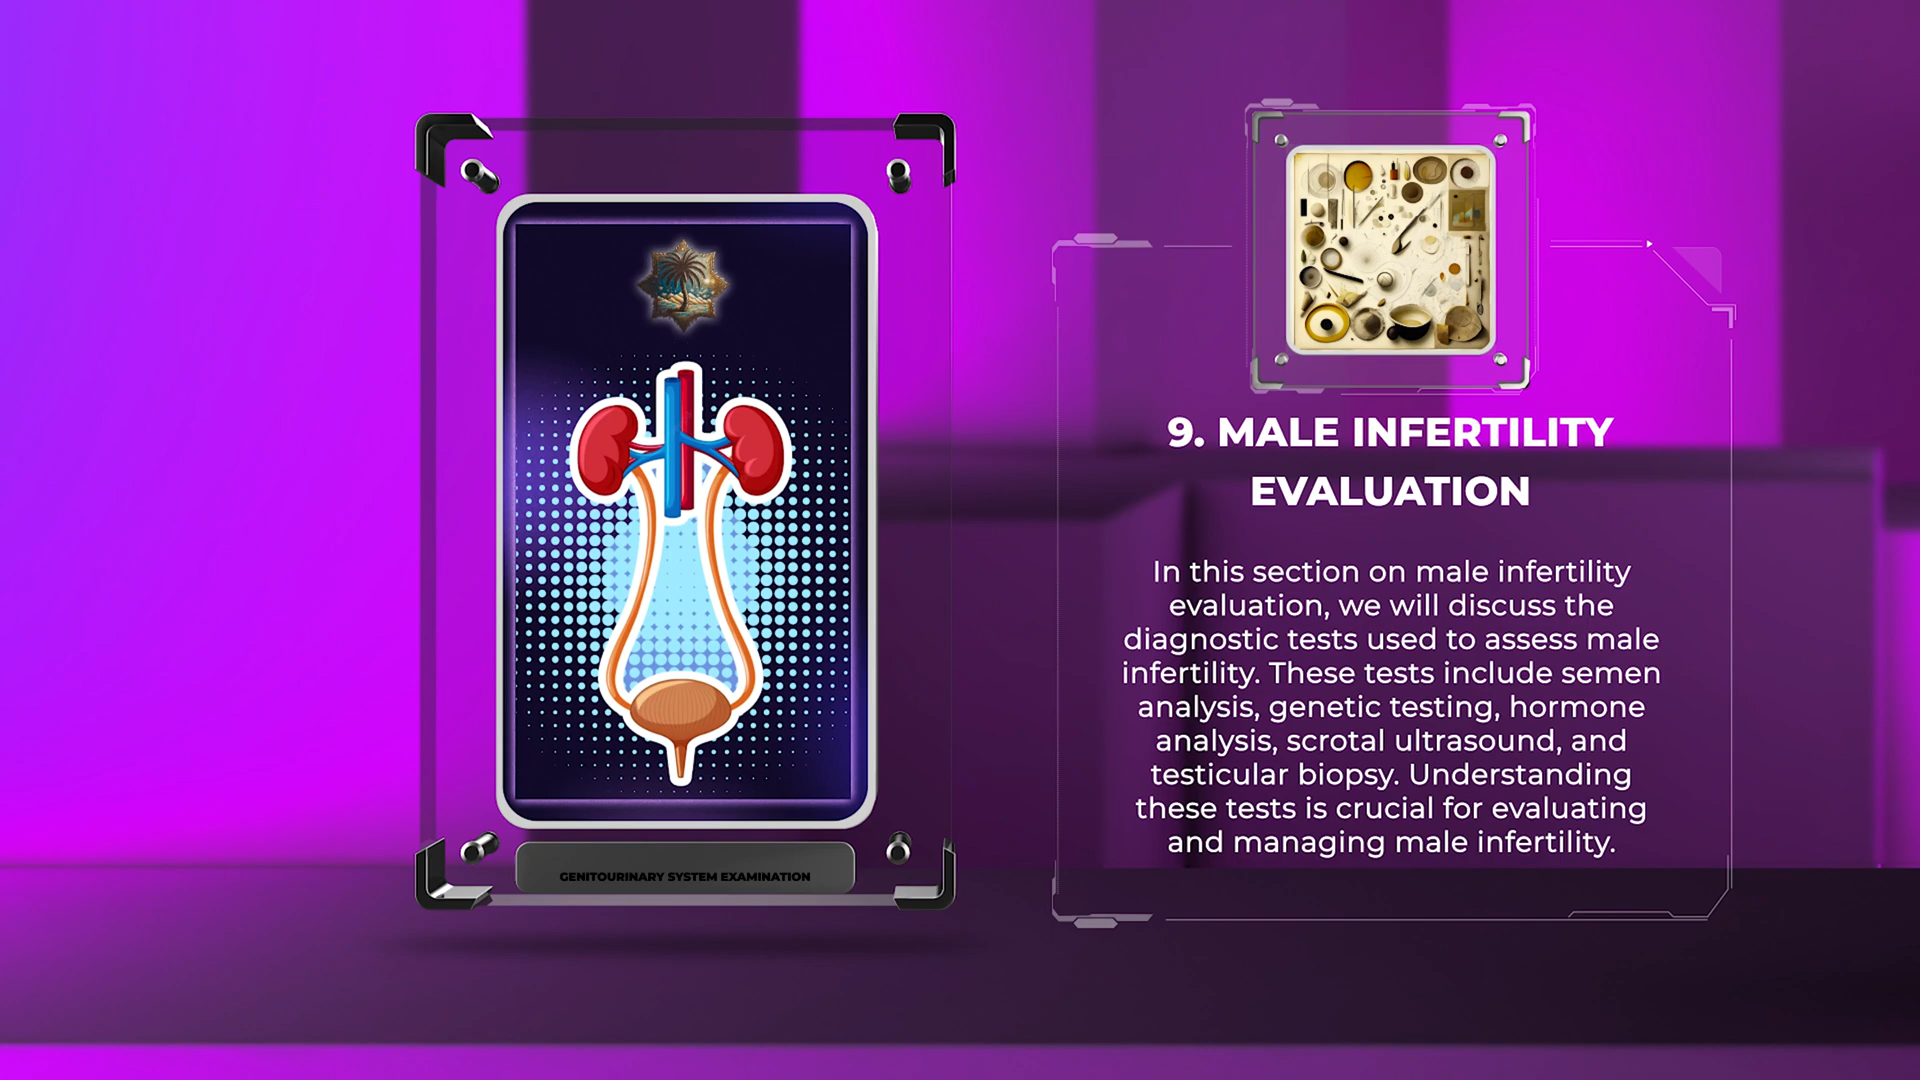 GENITOURINARY SYSTEM EXAMINATION
9. MALE INFERTILITY
EVALUATION
In this section on male infertility
evaluation, we will discuss the
diagnostic tests used to assess male
infertility. These tests include semen
analysis, genetic testing, hormone
analysis, scrotal ultrasound, and
testicular biopsy. Understanding
these tests is crucial for evaluating
and managing male infertility.